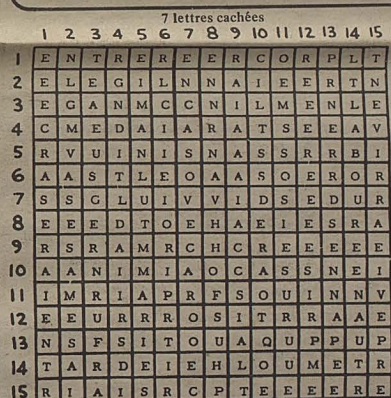 7 lettres cachées
1 2 3 4 5 6 7 8 9 10 11 12 13 14 15
1 E N T R E R E E R C O R P L T
2 E L E G I L N N A I E E R T N
3 E G A N M C C N I L M E N L E
4 C M E D A I A R A T S E E A V
5 R V U I N I S N A S S R R B I
6 A A S T L E O A A S O E R O R
7 S S G L U I V V I D S E D U R
8 E E E D T O E H A E I E S R A
9 R S R A M R C H C R E E E E E
10 A A N I M I A O C A S S N E I
11 I M R I A P R F S O U I N N V
12 E E U R R R O S I T R R A A E
13 N S F S I T O U A Q U P P U P
14 T A R D E I E H L O U M E T R
15 R I A I S R C P T E E E E R E